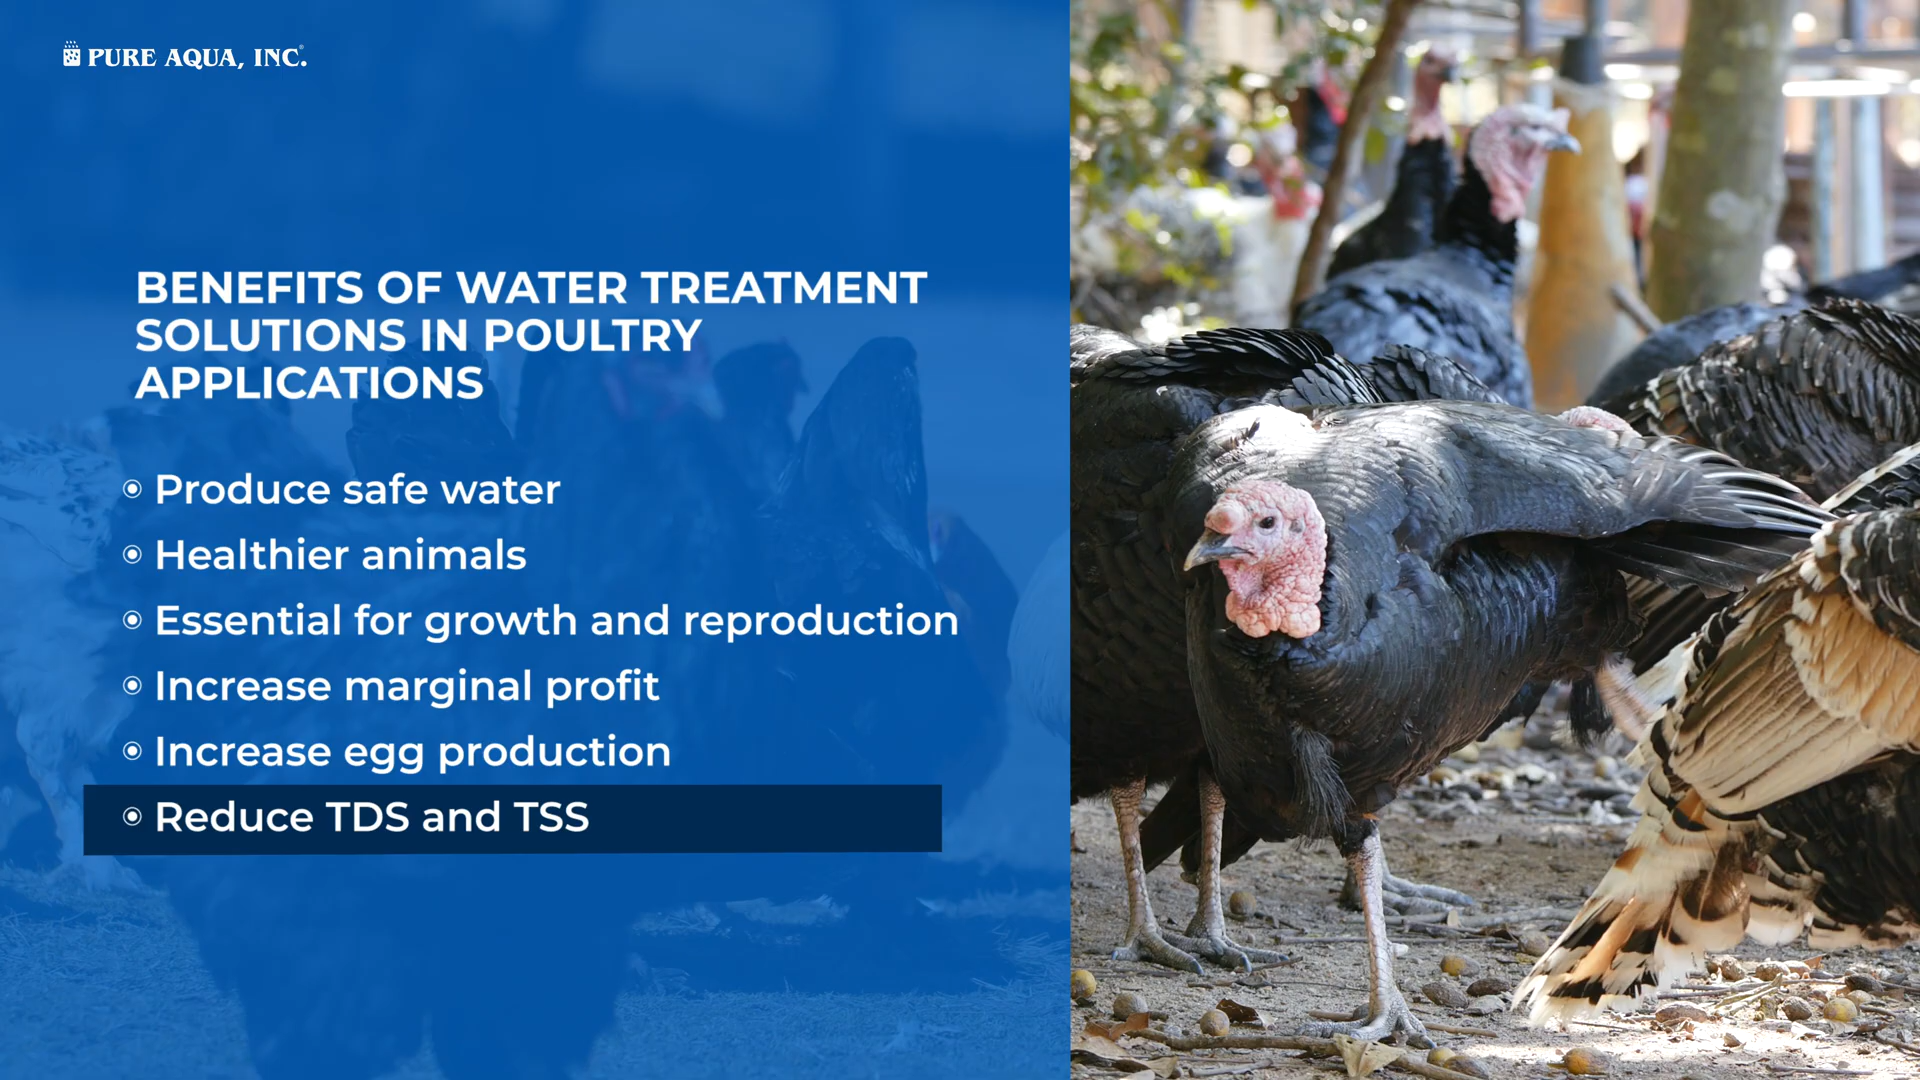 PURE AQUA, INC.
BENEFITS OF WATER TREATMENT
SOLUTIONS IN POULTRY
APPLICATIONS
Produce safe water
Healthier animals
Essential for growth and reproduction
Increase marginal profit
Increase egg production
Reduce TDS and TSS